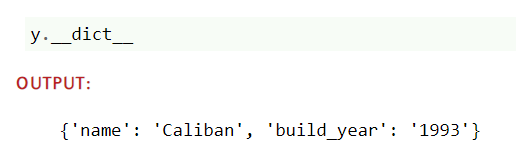 y.__dict__
OUTPUT:
{'name': 'Caliban', 'build_year': '1993'}